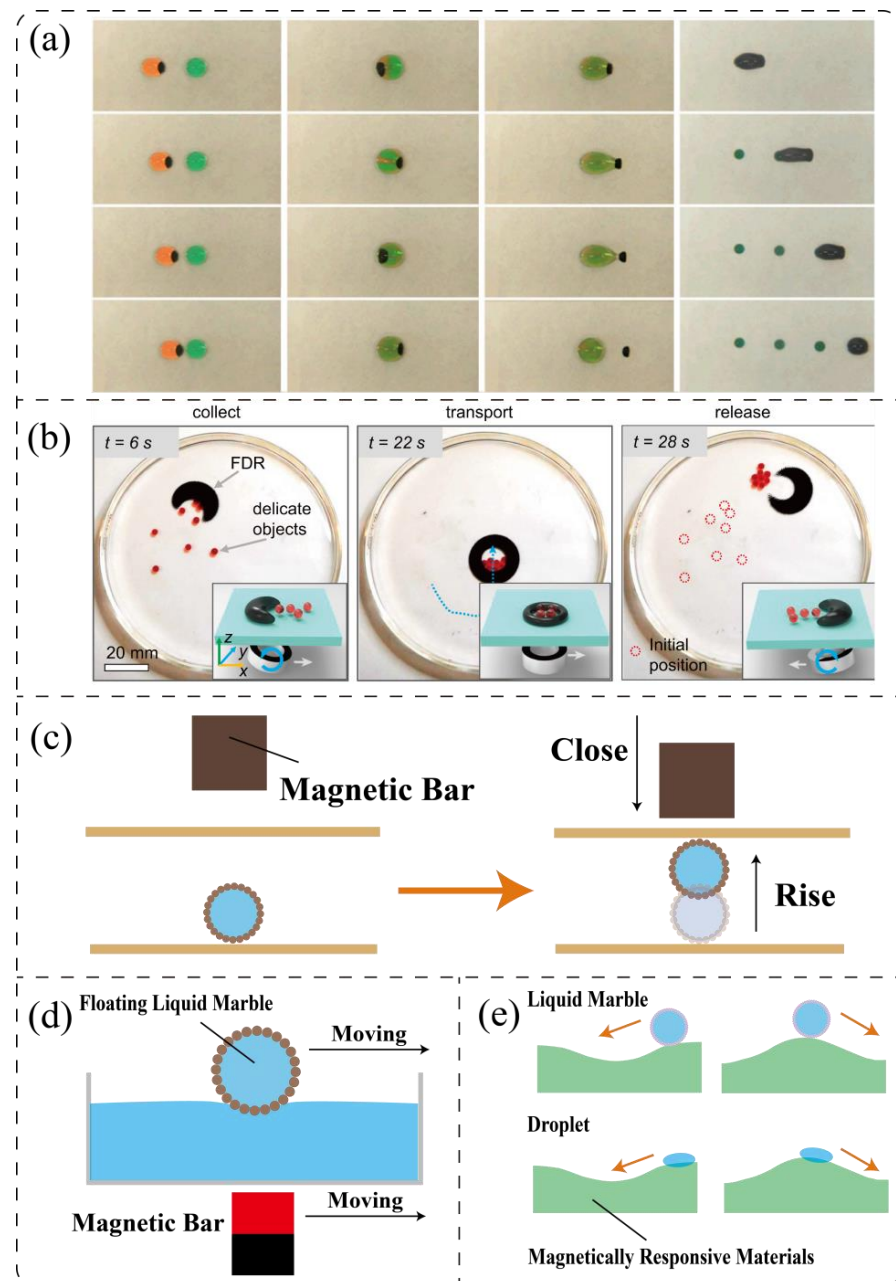 (a)
collect
transport
release
(b)
t = 6 s
FDR
delicate
objects
z
y
x
20 mm
t = 22 s
t = 28 s
Initial
position
(c)
Magnetic Bar
Close
Rise
(d)
Floating Liquid Marble
Moving
Magnetic Bar
Moving
(e)
Liquid Marble
Droplet
Magnetically Responsive Materials